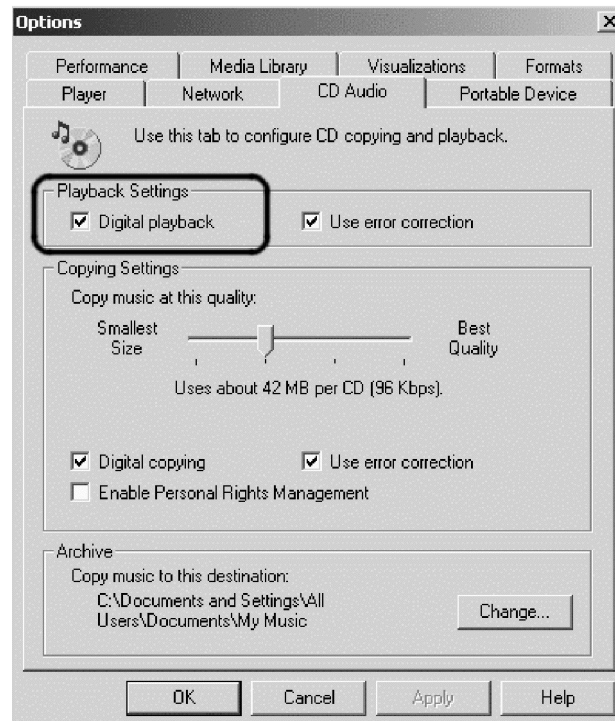 Options
Performance Media Library Visualizations Formats
Player Network CD Audio Portable Device
Use this tab to configure CD copying and playback.
Playback Settings
Digital playback Use error correction
Copying Settings
Copy music at this quality:
Smallest Best
Size Quality
Uses about 42 MB per CD (96 Kbps).
Digital copying Use error correction
Enable Personal Rights Management
Archive
Copy music to this destination:
C:\Documents and Settings\All
Users\Documents\My Music
Change...
OK Cancel Apply Help